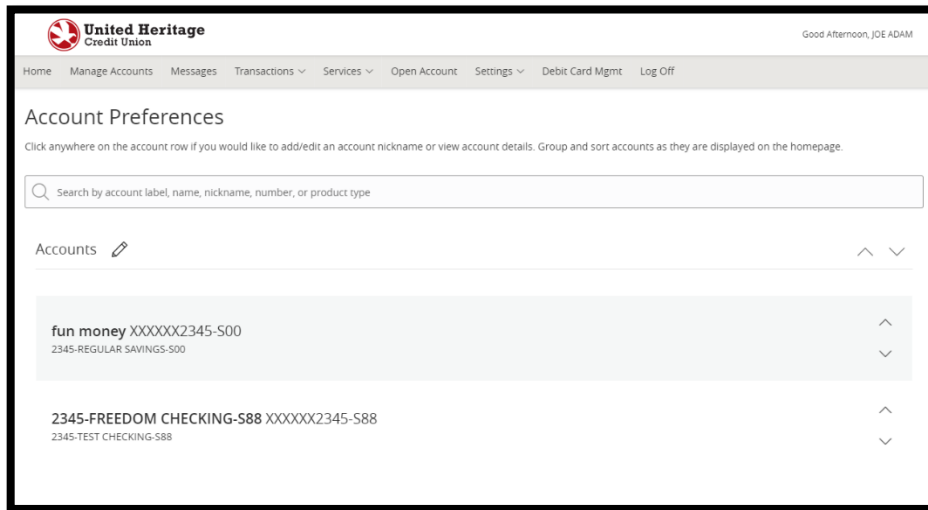 United Heritage
Credit Union
Good Afternoon, JOE ADAM
Home Manage Accounts Messages Transactions Services Open Account Settings Debit Card Mgmt Log Off
Account Preferences
Click anywhere on the account row if you would like to add/edit an account nickname or view account details. Group and sort accounts as they are displayed on the homepage.
Search by account label, name, nickname, number, or product type
Accounts
fun money XXXXXX2345-S00
2345-REGULAR SAVINGS-S00
2345-FREEDOM CHECKING-S88 XXXXXX2345-S88
2345-TEST CHECKING-S88